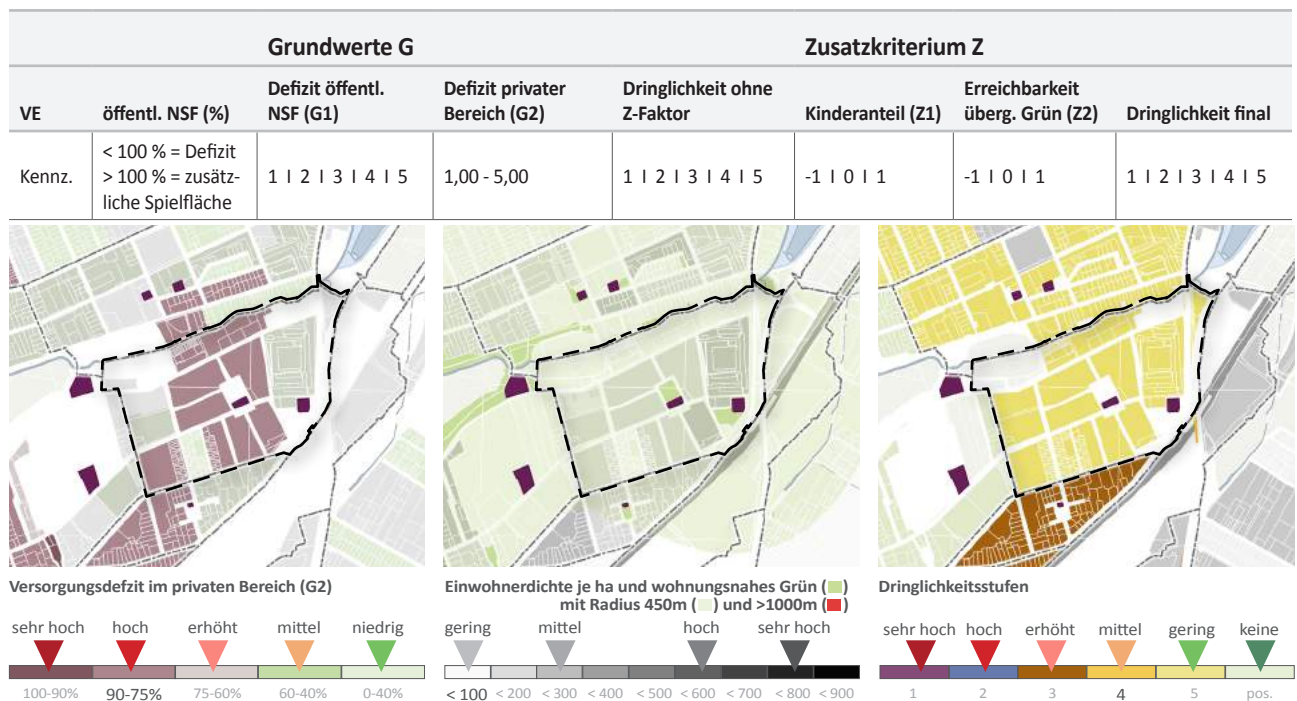 Grundwerte G
Zusatzkriterium Z
VE
öffentl. NSF (%)
Defizit öffentl.
NSF (G1)
Defizit privater
Bereich (G2)
Dringlichkeit ohne
Z-Faktor
Kinderanteil (Z1)
Erreichbarkeit
überg. Grün (Z2)
Dringlichkeit final
Kennz.
< 100 % = Defizit
> 100 % = zusätz-
liche Spielfläche
1 I 2 I 3 I 4 I 5
1,00 - 5,00
1 I 2 I 3 I 4 I 5
-1 I 0 I 1
-1 I 0 I 1
1 I 2 I 3 I 4 I 5
Versorgungsdefzit im privaten Bereich (G2)
sehr hoch hoch erhöht mittel niedrig
100-90% 90-75% 75-60% 60-40% 0-40%
Einwohnerdichte je ha und wohnungsnahes Grün ( )
mit Radius 450m ( ) und >1000m ( )
gering mittel hoch sehr hoch
< 100 < 200 < 300 < 400 < 500 < 600 < 700 < 800 < 900
Dringlichkeitsstufen
sehr hoch hoch erhöht mittel gering keine
1 2 3 4 5 pos.